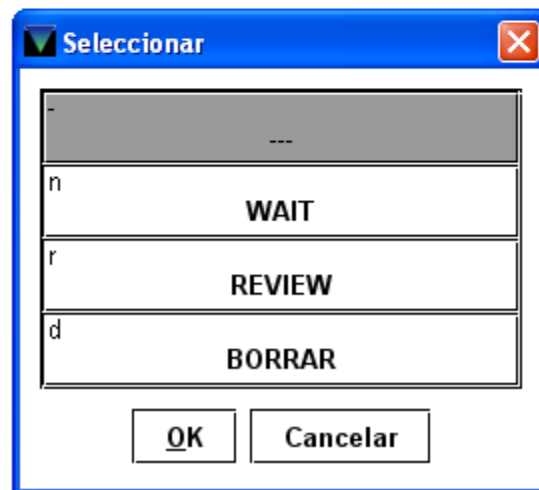 Seleccionar
-
---
n
WAIT
r
REVIEW
d
BORRAR
OK Cancelar